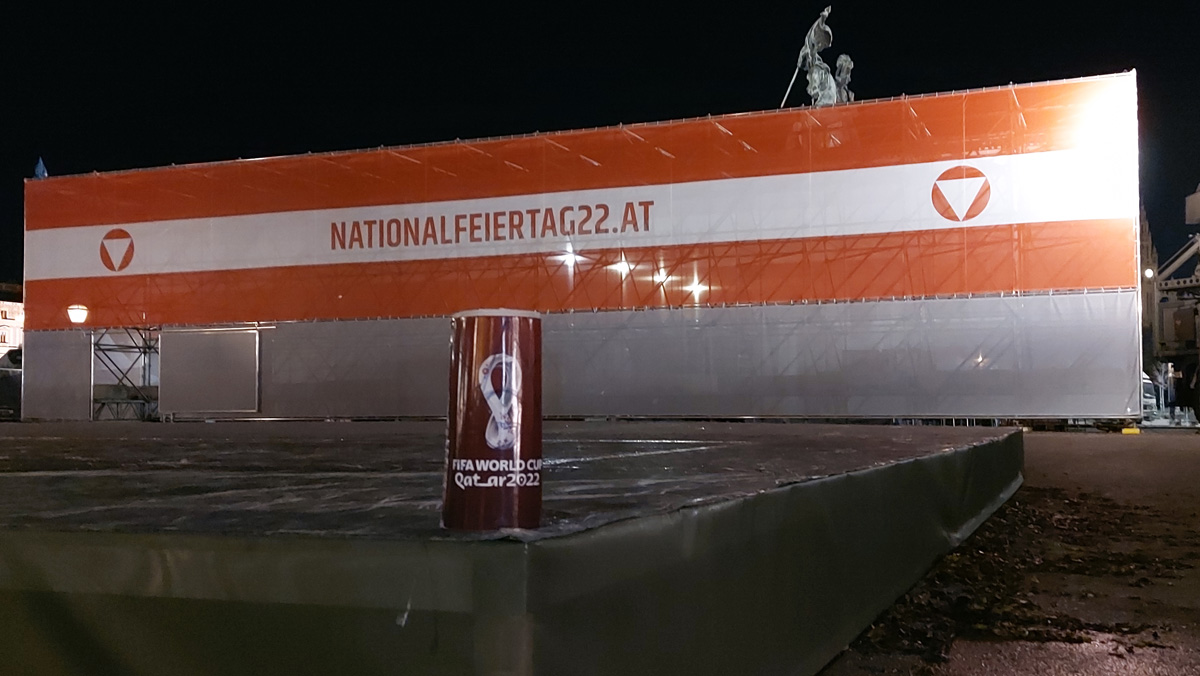 NATIONALFEIERTAG22.AT
FIFA WORLD CUP
Qatar2022